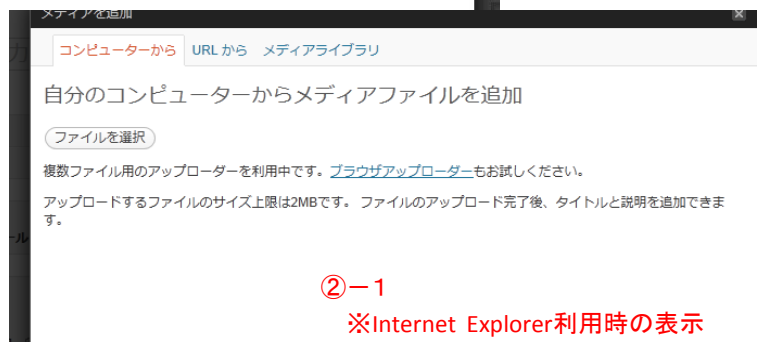 メディアを追加
コンピューターから URL から メディアライブラリ
自分のコンピューターからメディアファイルを追加
ファイルを選択
複数ファイル用のアップローダーを利用中です。ブラウザアップローダーもお試しください。
アップロードするファイルのサイズ上限は2MBです。 ファイルのアップロード完了後、タイトルと説明を追加できま
す。
②－1
※Internet Explorer利用時の表示